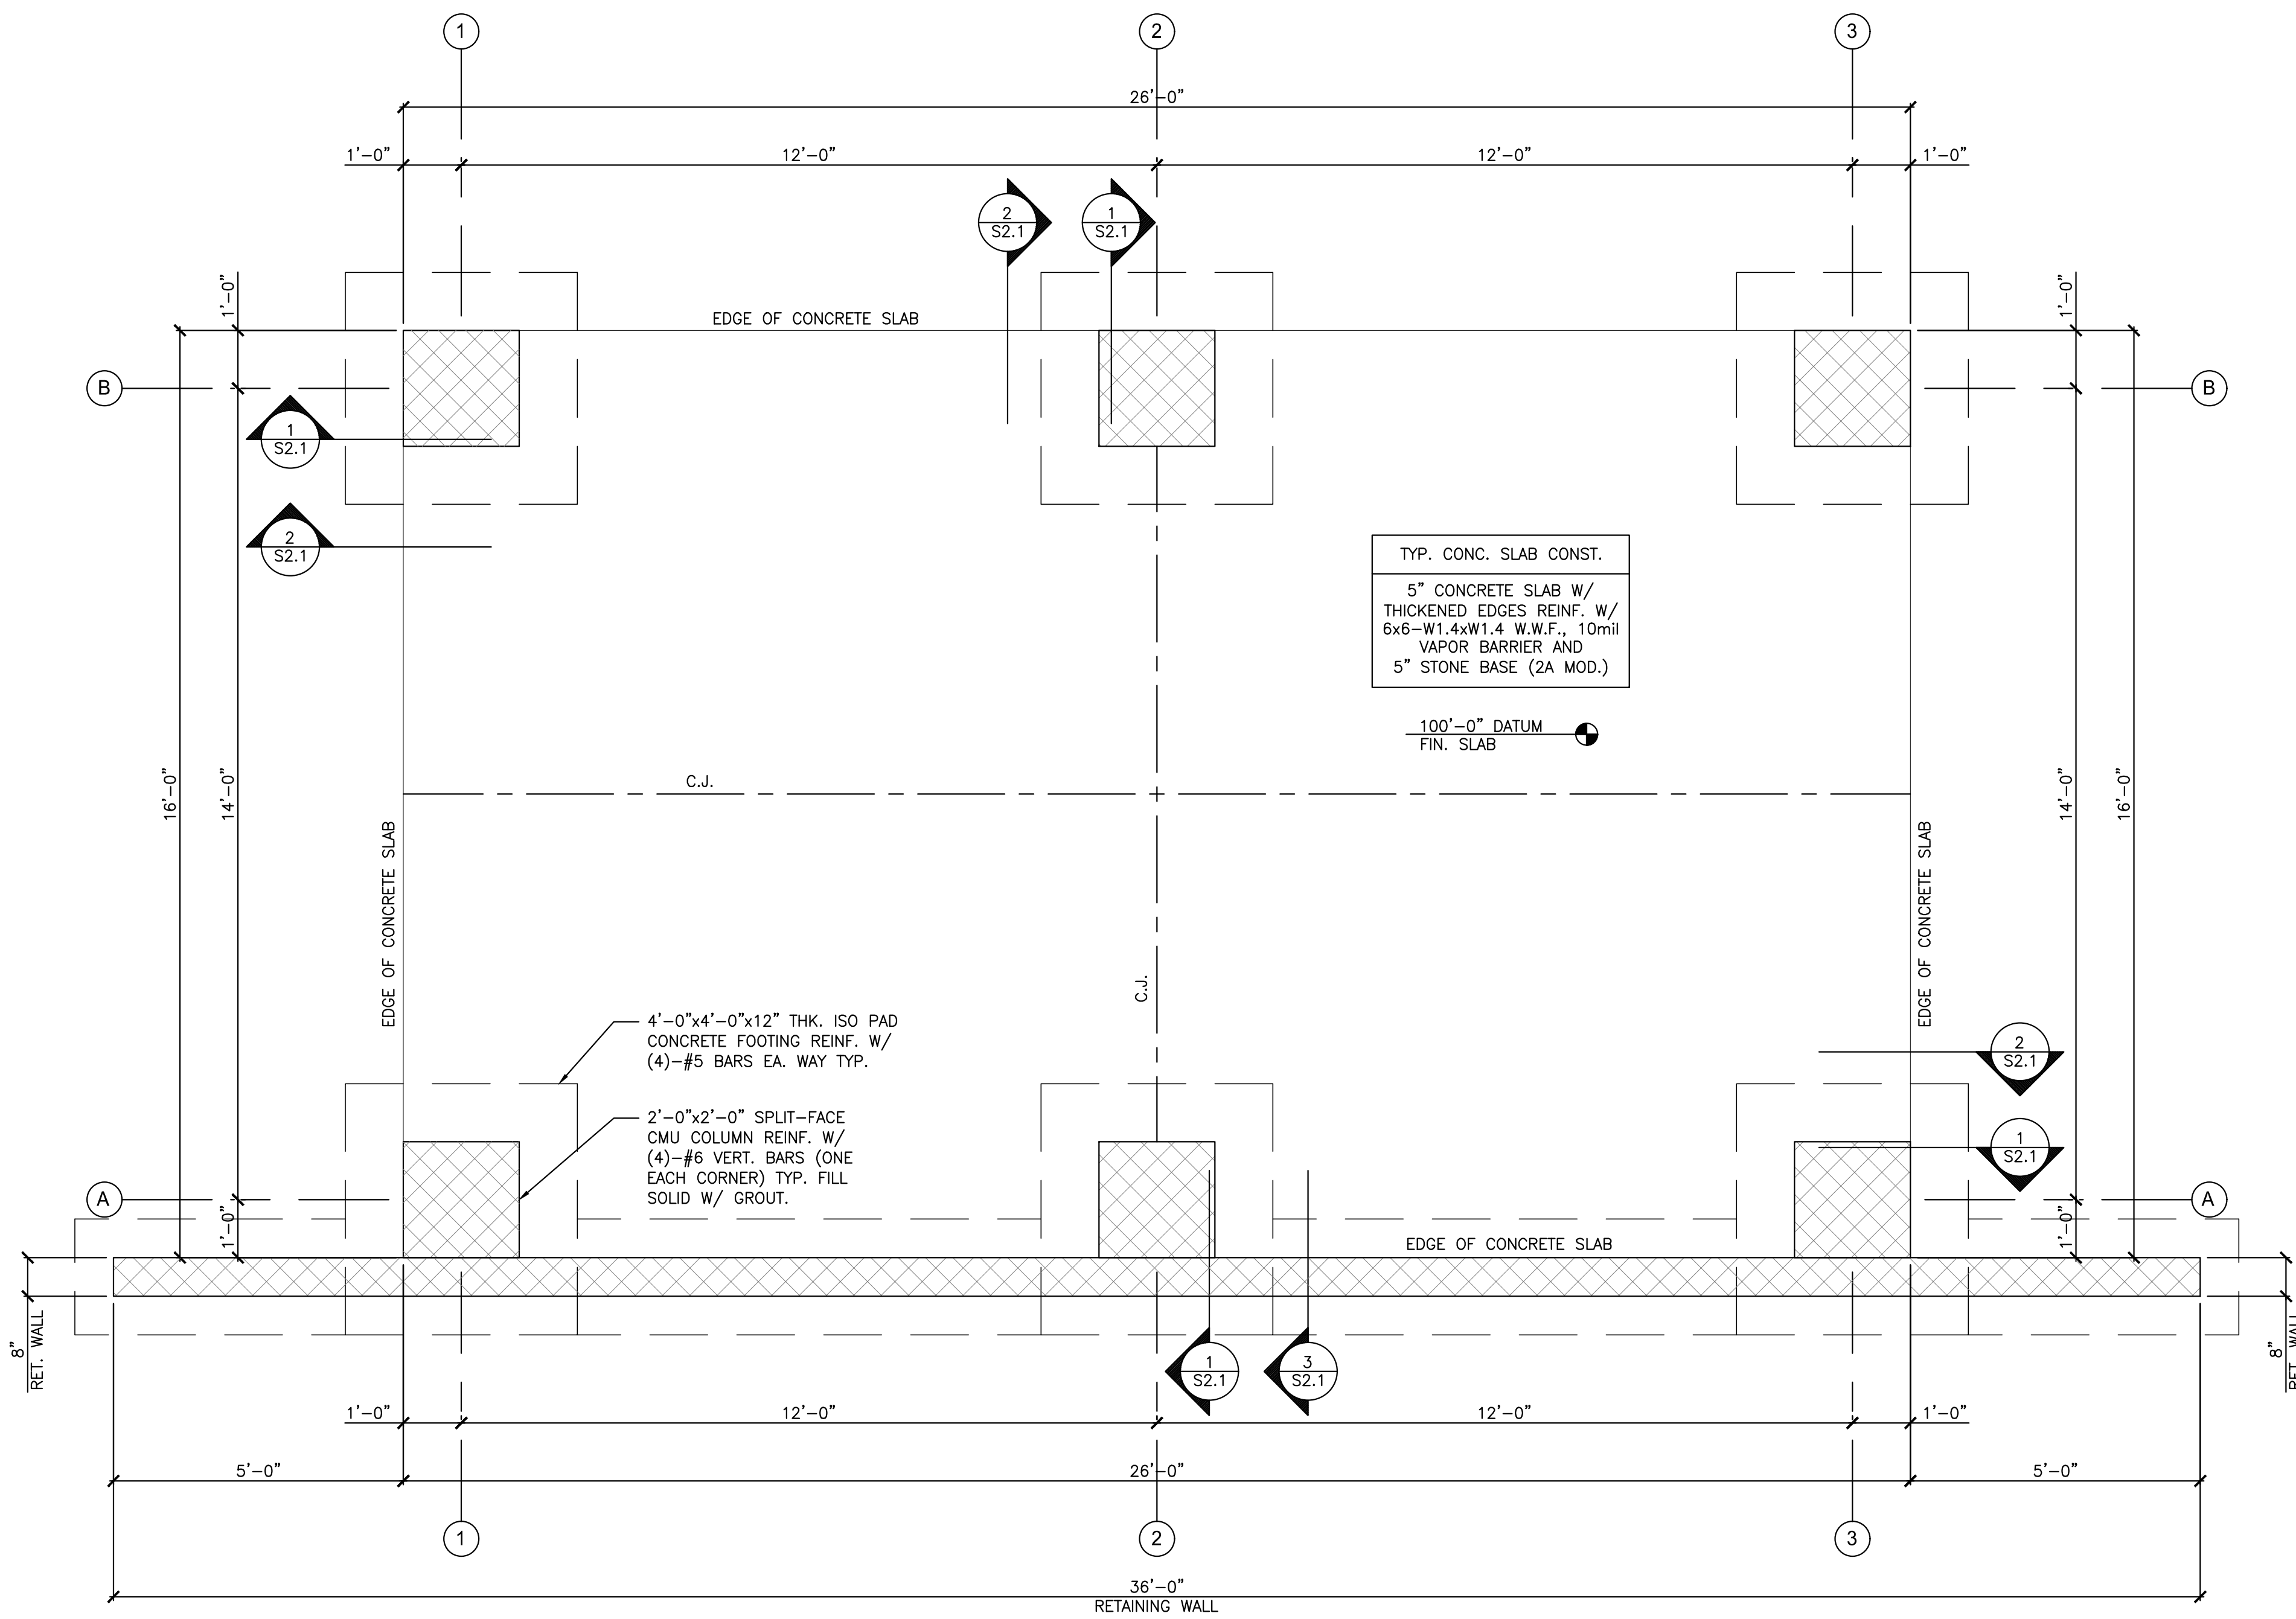 1
2
3
26'-0"
1'-0"
12'-0"
12'-0"
1'-0"
2
S2.1
1
S2.1
1'-0"
1'-0"
EDGE OF CONCRETE SLAB
B
B
1
S2.1
2
S2.1
TYP. CONC. SLAB CONST.
5" CONCRETE SLAB W/
THICKENED EDGES REINF. W/
6x6-W1.4xW1.4 W.W.F., 10mil
VAPOR BARRIER AND
5" STONE BASE (2A MOD.)
100'-0" DATUM
FIN. SLAB
16'-0"
14'-0"
C.J.
14'-0"
16'-0"
EDGE OF CONCRETE SLAB
C.J.
EDGE OF CONCRETE SLAB
4'-0"x4'-0"x12" THK. ISO PAD
CONCRETE FOOTING REINF. W/
(4)-#5 BARS EA. WAY TYP.
2
S2.1
2'-0"x2'-0" SPLIT-FACE
CMU COLUMN REINF. W/
(4)-#6 VERT. BARS (ONE
EACH CORNER) TYP. FILL
SOLID W/ GROUT.
1
S2.1
A
A
1'-0"
1'-0"
EDGE OF CONCRETE SLAB
8"
RET. WALL
8"
RET. WALL
1
S2.1
3
S2.1
1'-0"
12'-0"
12'-0"
1'-0"
5'-0"
26'-0"
5'-0"
1
2
3
36'-0"
RETAINING WALL